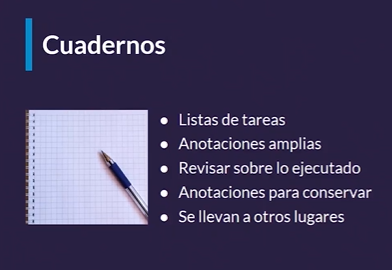 Cuadernos
● Listas de tareas
● Anotaciones amplias
● Revisar sobre lo ejecutado
● Anotaciones para conservar
● Se llevan a otros lugares